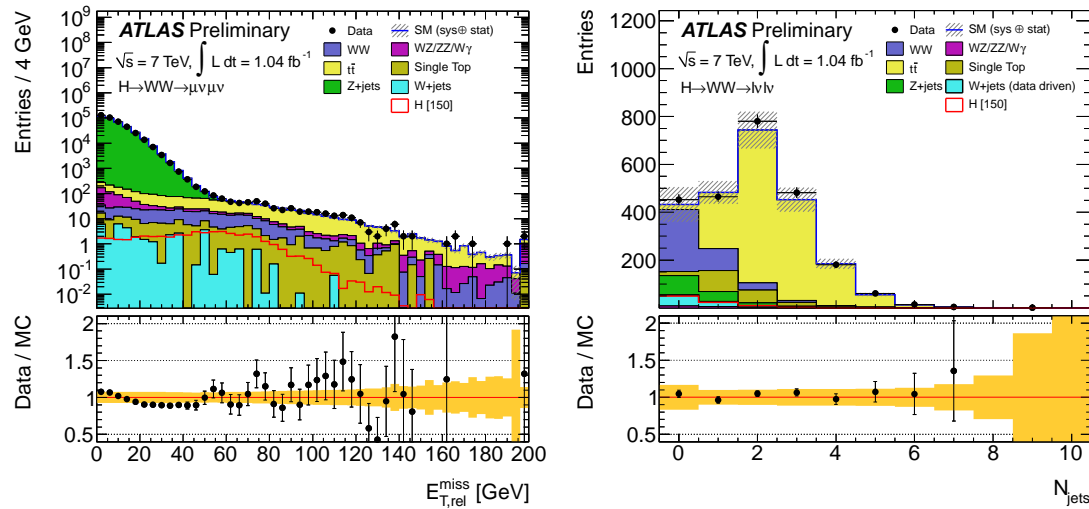 ATLAS Preliminary
√s = 7 TeV, ∫ L dt = 1.04 fb⁻¹
H→WW→μνμν
Data
SM (sys ⊕ stat)
WW
WZ/ZZ/Wγ
tt̄
Single Top
Z+jets
W+jets
H [150]
Entries / 4 GeV
10⁹
10⁸
10⁷
10⁶
10⁵
10⁴
10³
10²
10
1
10⁻¹
10⁻²
Data / MC
2
1.5
1
0.5
0 20 40 60 80 100 120 140 160 180 200
E_T,rel^miss [GeV]
ATLAS Preliminary
√s = 7 TeV, ∫ L dt = 1.04 fb⁻¹
H→WW→lνlν
Data
SM (sys ⊕ stat)
WW
WZ/ZZ/Wγ
tt̄
Single Top
Z+jets
W+jets (data driven)
H [150]
Entries
1200
1000
800
600
400
200
Data / MC
2
1.5
1
0.5
0 2 4 6 8 10
N_jets